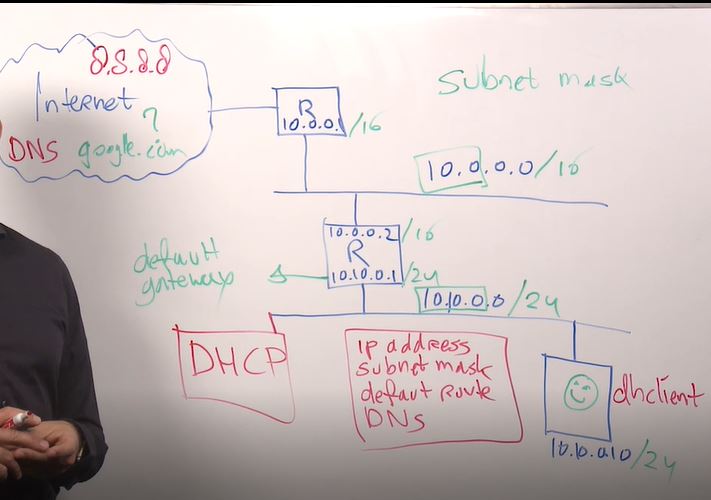 8.8.8.8
Internet
?
DNS google.com
R
10.0.0.1/16
subnet mask
10.0.0.0/16
10.0.0.2/16
R
10.10.0.1/24
default
gateway
10.10.0.0/24
DHCP
ip address
subnet mask
defaut Route
DNS
dhclient
10.10.0.10/24